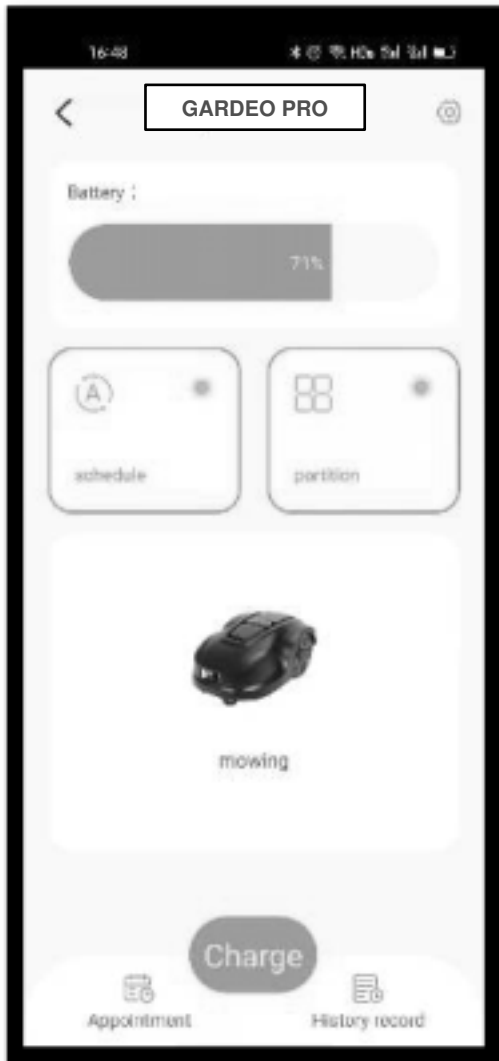 16:48
GARDEO PRO
Battery :
71%
A
schedule
partition
mowing
Charge
Appointment
History record